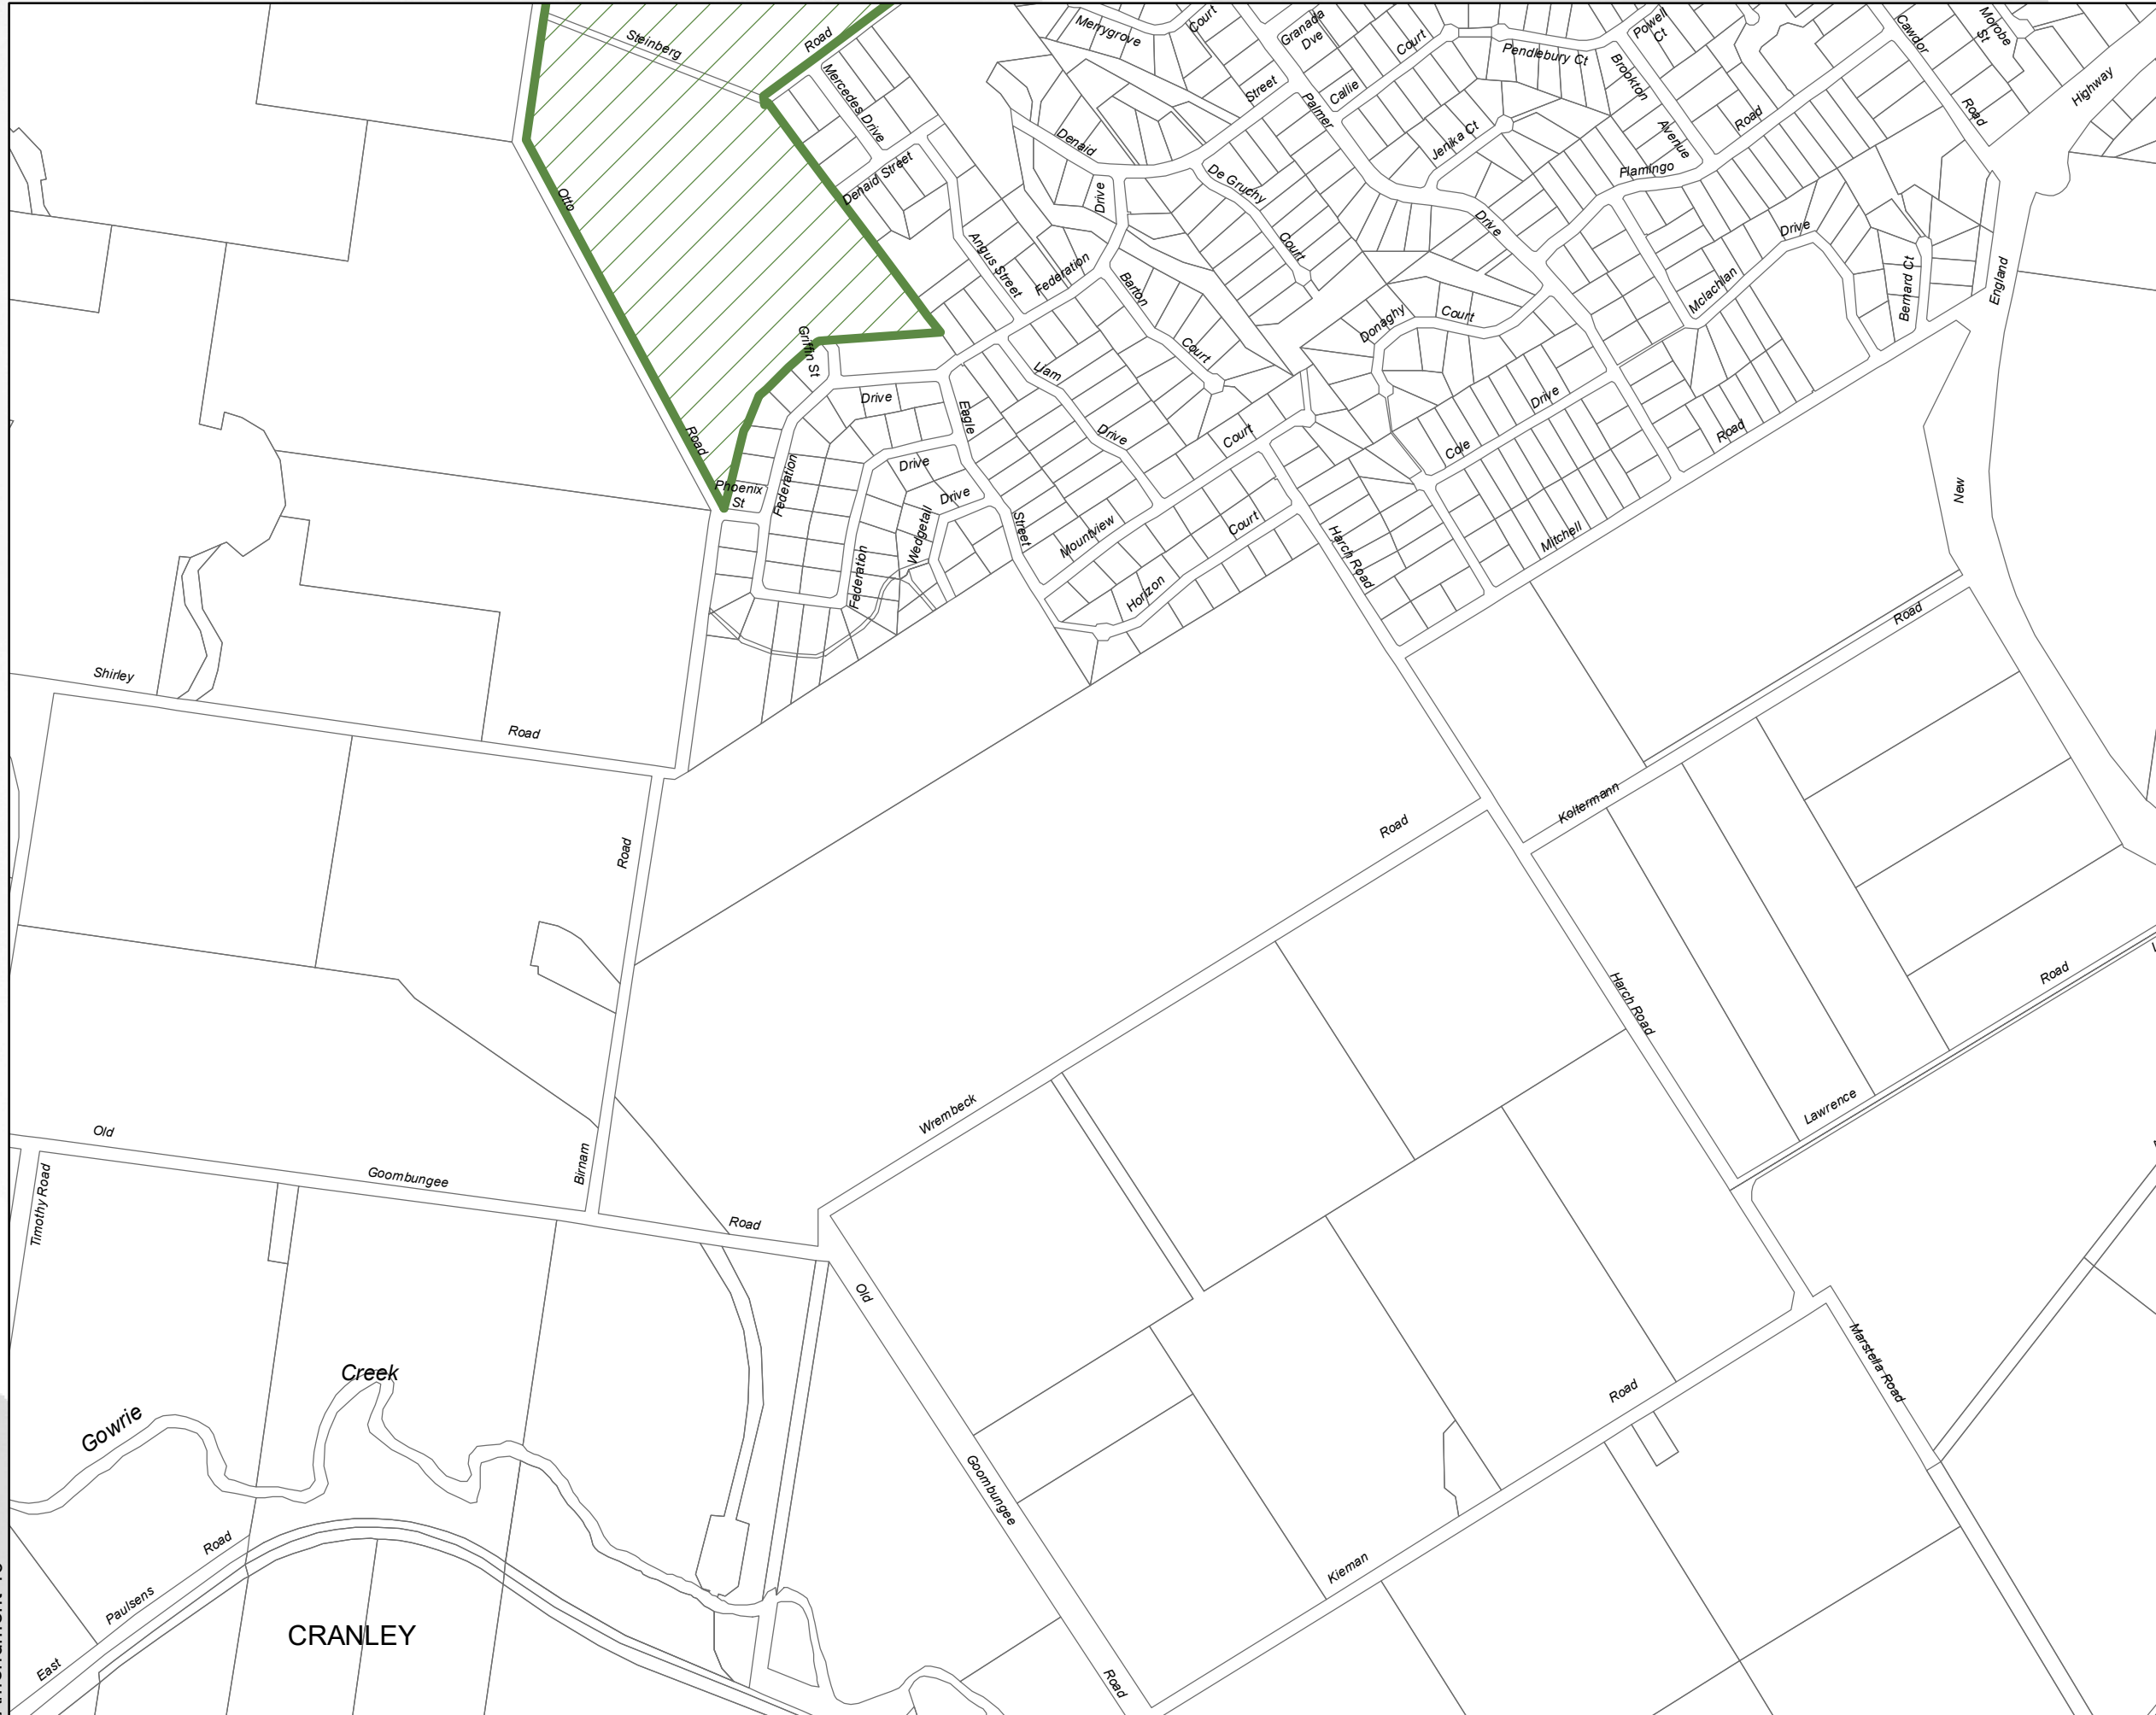 Steinberg
Road
Mercedes Drive
Denaid Street
Otto
Road
Merrygrove
Court
Granada
Dve
Street
Callie
Court
Palmer
Pendlebury Ct
Powell
Ct
Brookton
Avenue
Road
Cawdor
Road
Morobe
St
Highway
Denaid
Drive
De Gruchy
Court
Jenika Ct
Flamingo
Drive
Drive
Mclachlan
Bernard Ct
England
New
Angus Street
Federation
Barton
Court
Donaghy
Court
Griffin St
Drive
Eagle
Liam
Drive
Court
Cole
Drive
Road
Mitchell
Phoenix
St
Federation
Drive
Drive
Wedgetail
Federation
Street
Mountview
Court
Horizon
Harch Road
Shirley
Road
Road
Birnam
Road
Wrembeck
Koltermann
Road
Harch Road
Road
Lawrence
Old
Goombungee
Road
Timothy Road
Old
Goombungee
Road
Marstella Road
Road
Kieman
Gowrie
Creek
Road
Paulsens
East
CRANLEY